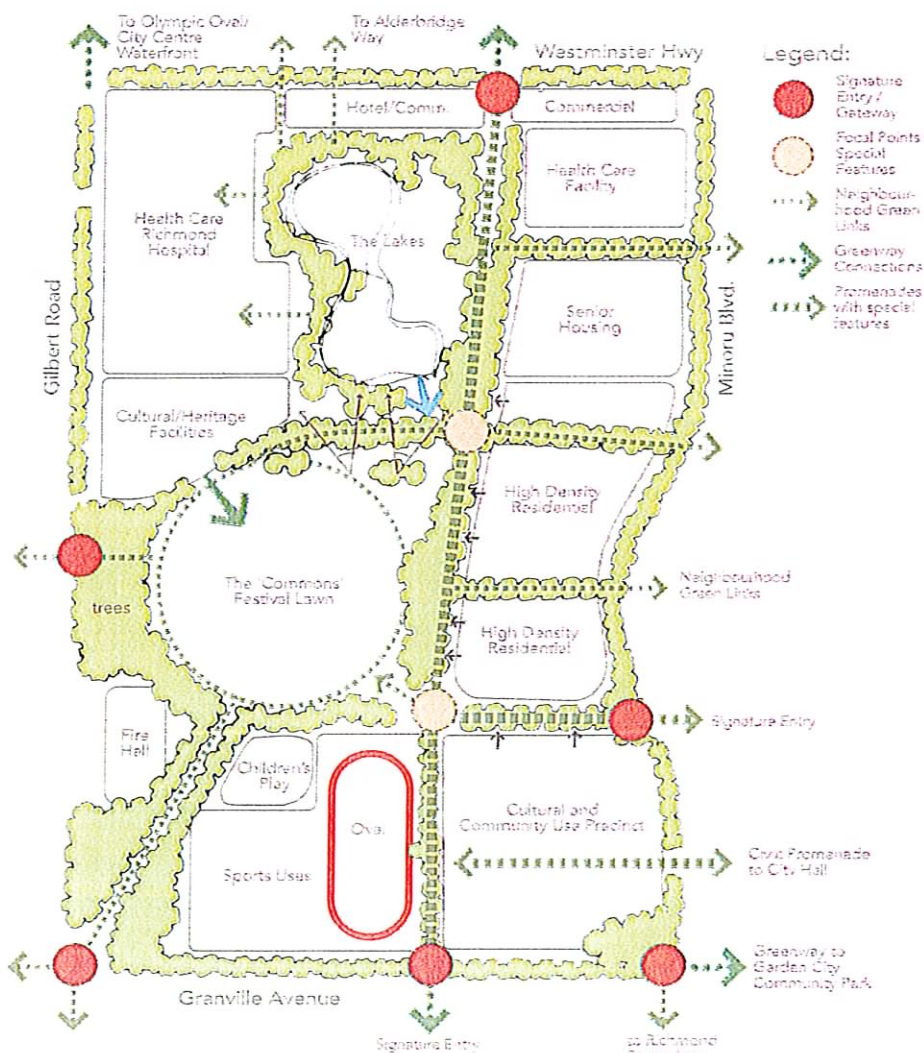 To Olympic Oval/
City Centre
Waterfront
To Alderbridge
Way
Westminster Hwy
Legend:
Signature
Entry /
Gateway
Focal Points
Special
Features
Neighbour-
hood Green
Links
Greenway
Connections
Promenades
with special
features
Hotel/Comm.
Commercial
Health Care
Facility
Health Care
Richmond
Hospital
The Lakes
Gilbert Road
Senior
Housing
Minoru Blvd.
Cultural/Heritage
Facilities
High Density
Residential
The 'Commons'
Festival Lawn
trees
Neighbourhood
Green Links
High Density
Residential
Signature Entry
Fire
Hall
Children's
Play
Oval
Sports Uses
Cultural and
Community Use Precinct
Civic Promenade
to City Hall
Greenway to
Garden City
Community Park
Granville Avenue
Signature Entry
to Richmond